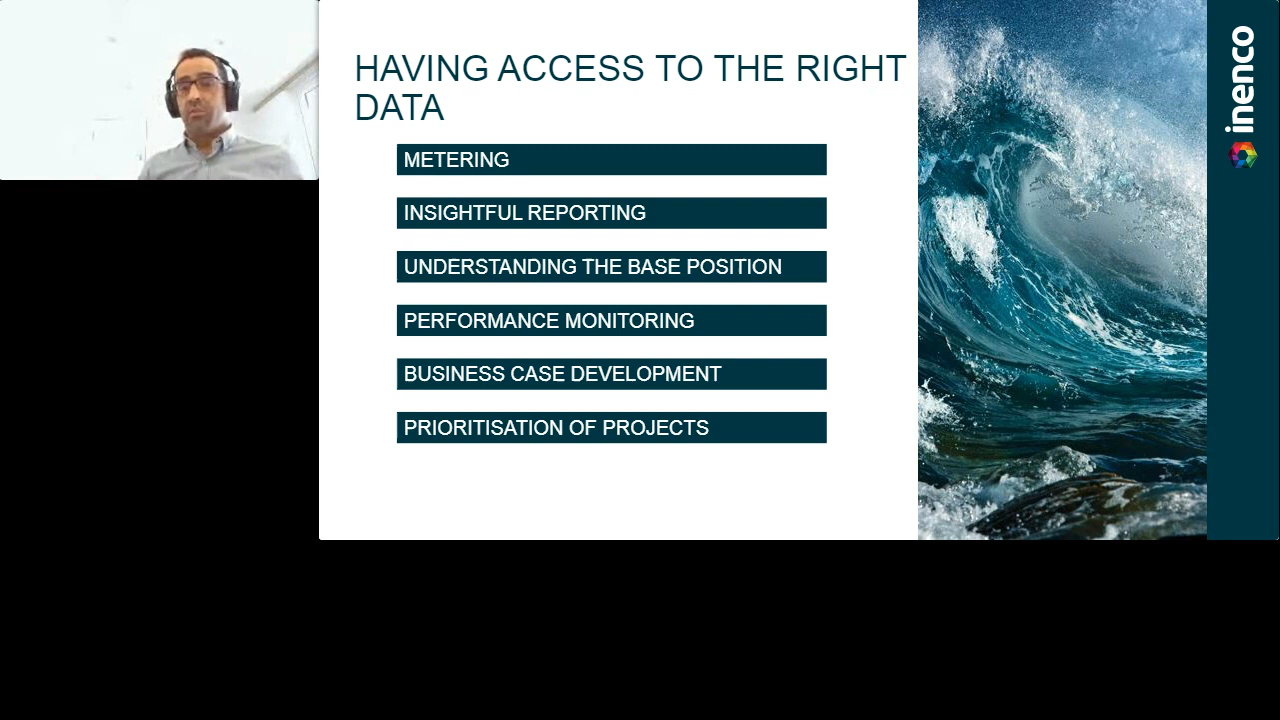 HAVING ACCESS TO THE RIGHT
DATA
METERING
INSIGHTFUL REPORTING
UNDERSTANDING THE BASE POSITION
PERFORMANCE MONITORING
BUSINESS CASE DEVELOPMENT
PRIORITISATION OF PROJECTS
inenco